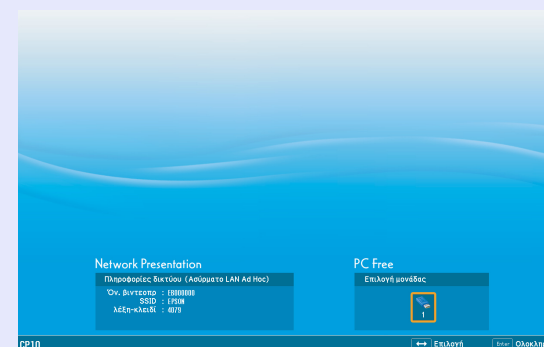 Network Presentation
Πληροφορίες δικτύου (Ασύρματο LAN Ad Hoc)
Όν. βιντεοπρ : EB000000
SSID : EPSON
λέξη-κλειδί : 4079
PC Free
Επιλογή μονάδας
1
CP10
Επιλογή
Enter